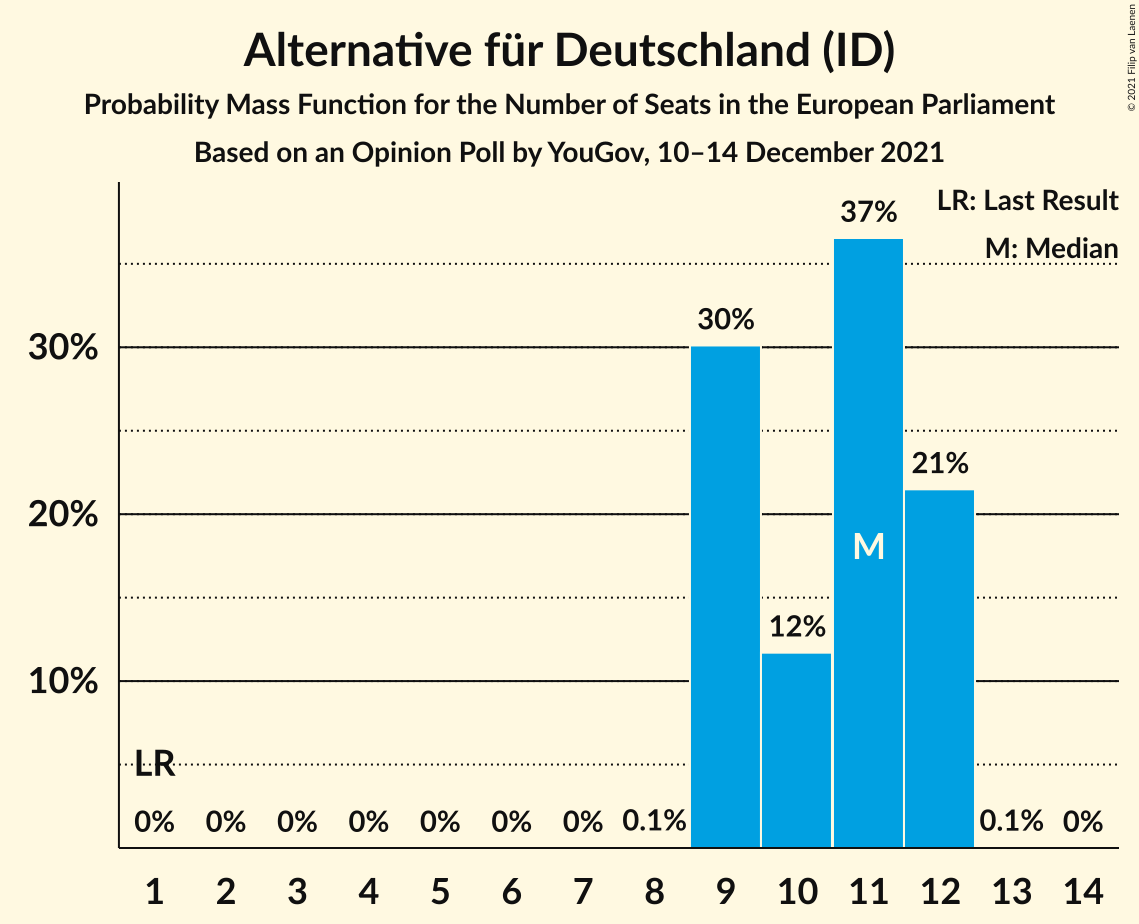 Alternative für Deutschland (ID)
Probability Mass Function for the Number of Seats in the European Parliament
Based on an Opinion Poll by YouGov, 10–14 December 2021
© 2021 Filip van Laenen
LR: Last Result
M: Median
37%
30%
30%
21%
20%
M
12%
10%
LR
0% 0% 0% 0% 0% 0% 0% 0.1% 0.1% 0%
1 2 3 4 5 6 7 8 9 10 11 12 13 14